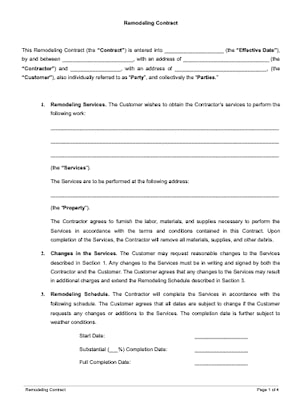 Remodeling Contract
This Remodeling Contract (the “Contract”) is entered into ____________________ (the “Effective Date”),
by and between ____________________, with an address of ____________________________ (the
“Contractor”) and ________________, with an address of ____________________________, (the
“Customer”), also individually referred to as “Party”, and collectively the “Parties.”
1. Remodeling Services. The Customer wishes to obtain the Contractor’s services to perform the
following work:
(the “Services”).
The Services are to be performed at the following address:
(the “Property”).
The Contractor agrees to furnish the labor, materials, and supplies necessary to perform the
Services in accordance with the terms and conditions contained in this Contract. Upon
completion of the Services, the Contractor will remove all materials, supplies, and other debris.
2. Changes in the Services. The Customer may request reasonable changes to the Services
described in Section 1. Any changes to the Services must be in writing and signed by both the
Contractor and the Customer. The Customer agrees that any changes to the Services may result
in additional charges and extend the Remodeling Schedule described in Section 3.
3. Remodeling Schedule. The Contractor will complete the Services in accordance with the
following schedule. The Customer agrees that all dates are subject to change if the Customer
requests any changes or additions to the Services. The completion date is further subject to
weather conditions.
Start Date:
Substantial (___%) Completion Date:
Full Completion Date:
Remodeling Contract Page 1 of 4